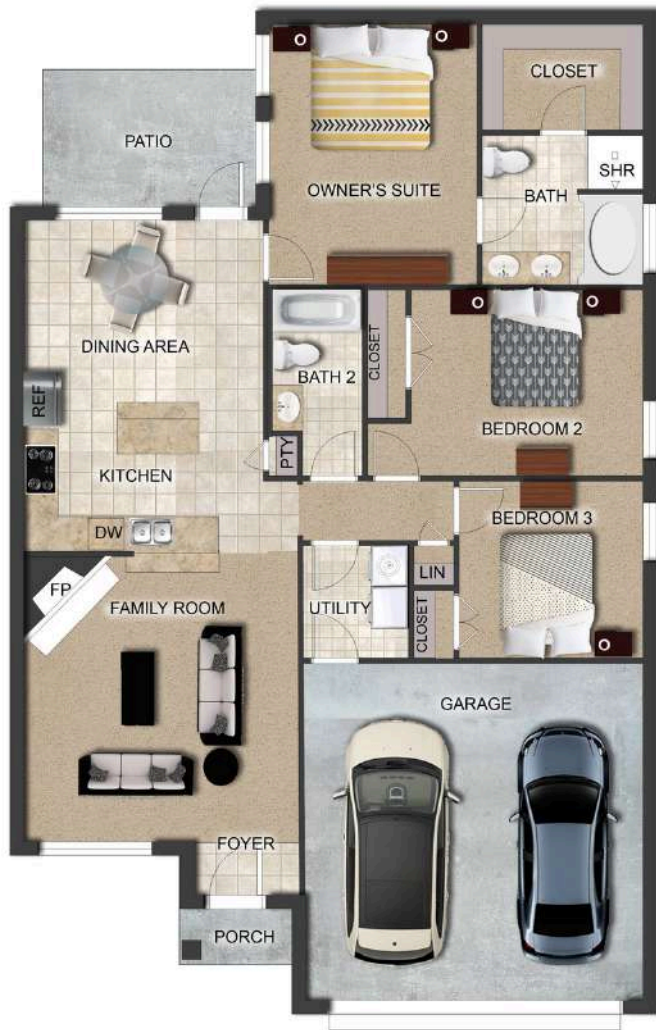 CLOSET
PATIO
SHR
OWNER'S SUITE
BATH
DINING AREA
BATH 2
CLOSET
REF
BEDROOM 2
PTY
KITCHEN
BEDROOM 3
DW
LIN
FP
FAMILY ROOM
UTILITY
CLOSET
GARAGE
FOYER
PORCH